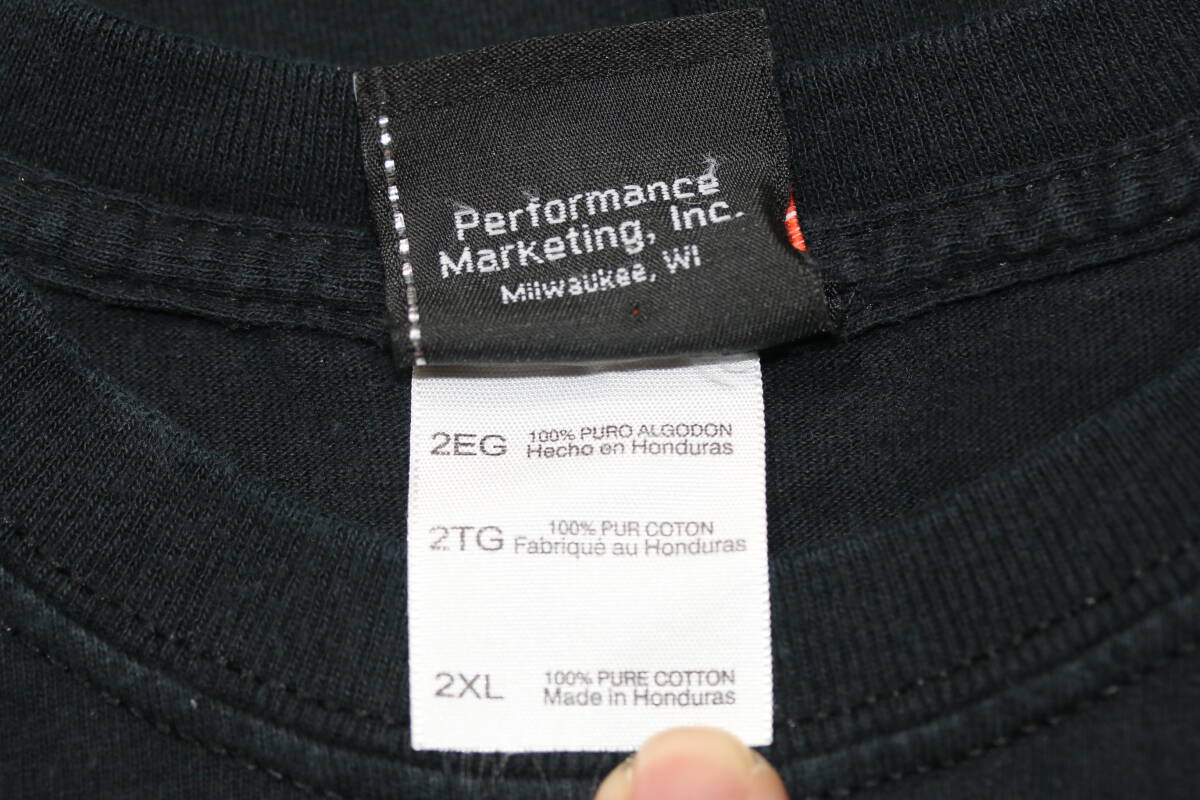 Performance
Marketing, Inc.
Milwaukee, WI
2EG 100% PURO ALGODON
Hecho en Honduras
2TG 100% PUR COTON
Fabriqué au Honduras
2XL 100% PURE COTTON
Made in Honduras